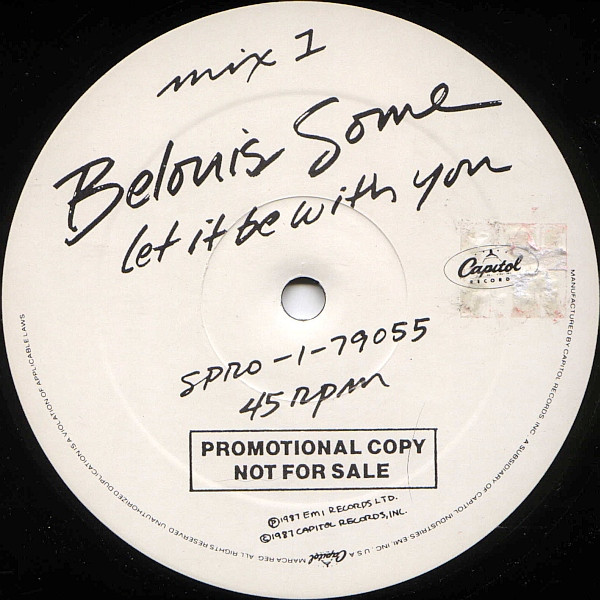 mix 1
Belouis Some
let it be with you
Capitol
RECORDS
SPRO-1-79055
45 rpm
PROMOTIONAL COPY
NOT FOR SALE
℗1987 EMI RECORDS LTD.
©1987 CAPITOL RECORDS, INC.
MANUFACTURED BY CAPITOL RECORDS, INC. A SUBSIDIARY OF CAPITOL INDUSTRIES EMI, INC. U.S.A. Capitol MARCA REG. ALL RIGHTS RESERVED. UNAUTHORIZED DUPLICATION IS A VIOLATION OF APPLICABLE LAWS